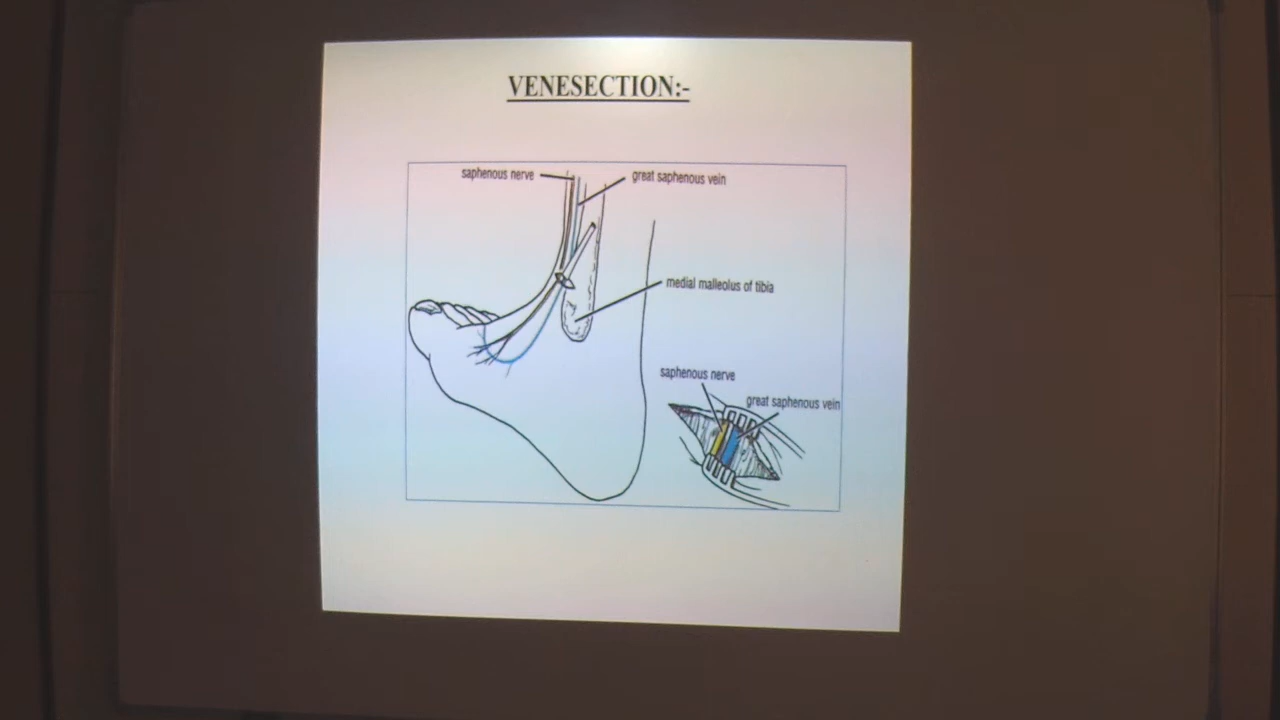 VENESECTION:-
saphenous nerve
great saphenous vein
medial malleolus of tibia
saphenous nerve
great saphenous vein